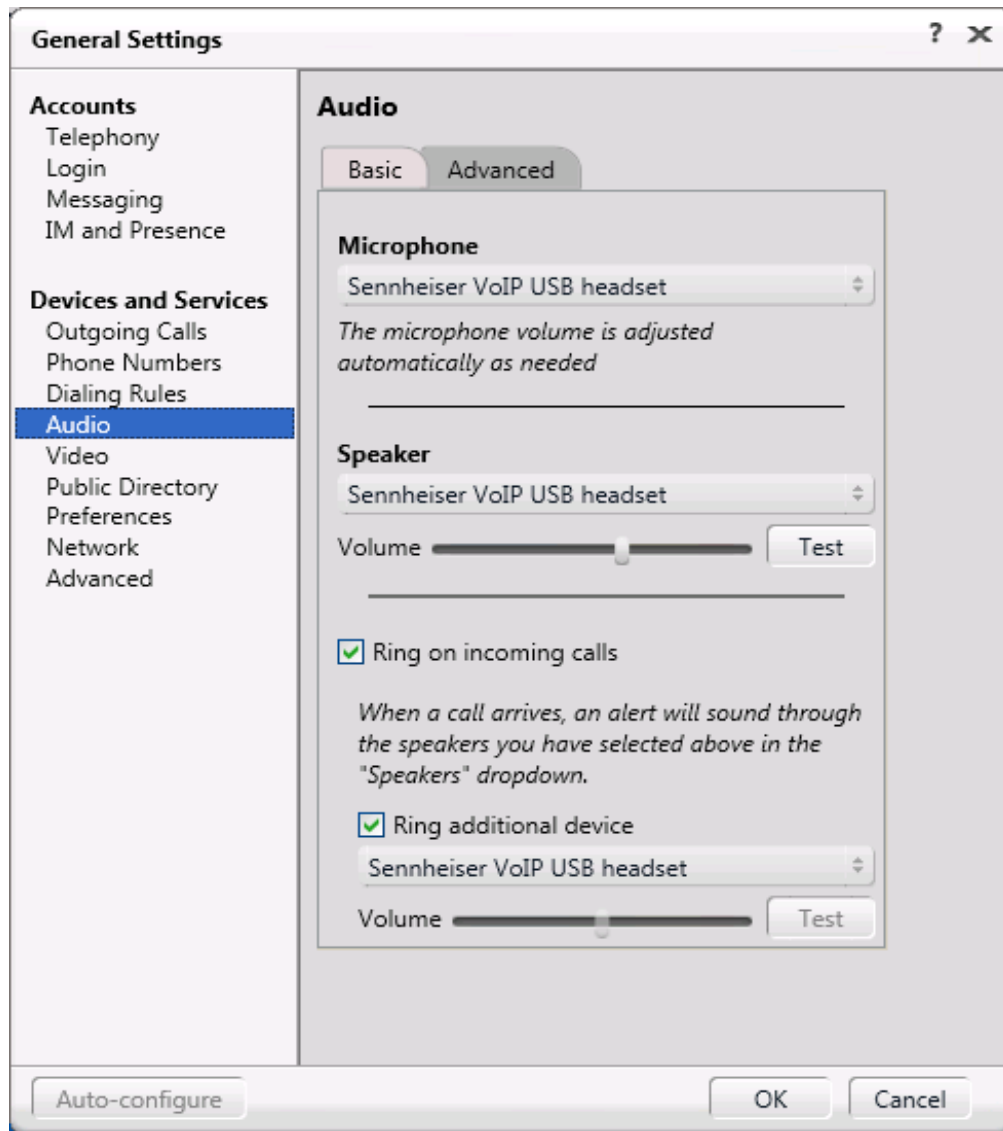 General Settings
?
Accounts
Telephony
Login
Messaging
IM and Presence
Devices and Services
Outgoing Calls
Phone Numbers
Dialing Rules
Audio
Video
Public Directory
Preferences
Network
Advanced
Audio
Basic
Advanced
Microphone
Sennheiser VoIP USB headset
The microphone volume is adjusted
automatically as needed
Speaker
Sennheiser VoIP USB headset
Volume
Test
Ring on incoming calls
When a call arrives, an alert will sound through
the speakers you have selected above in the
"Speakers" dropdown.
Ring additional device
Sennheiser VoIP USB headset
Volume
Test
Auto-configure
OK
Cancel